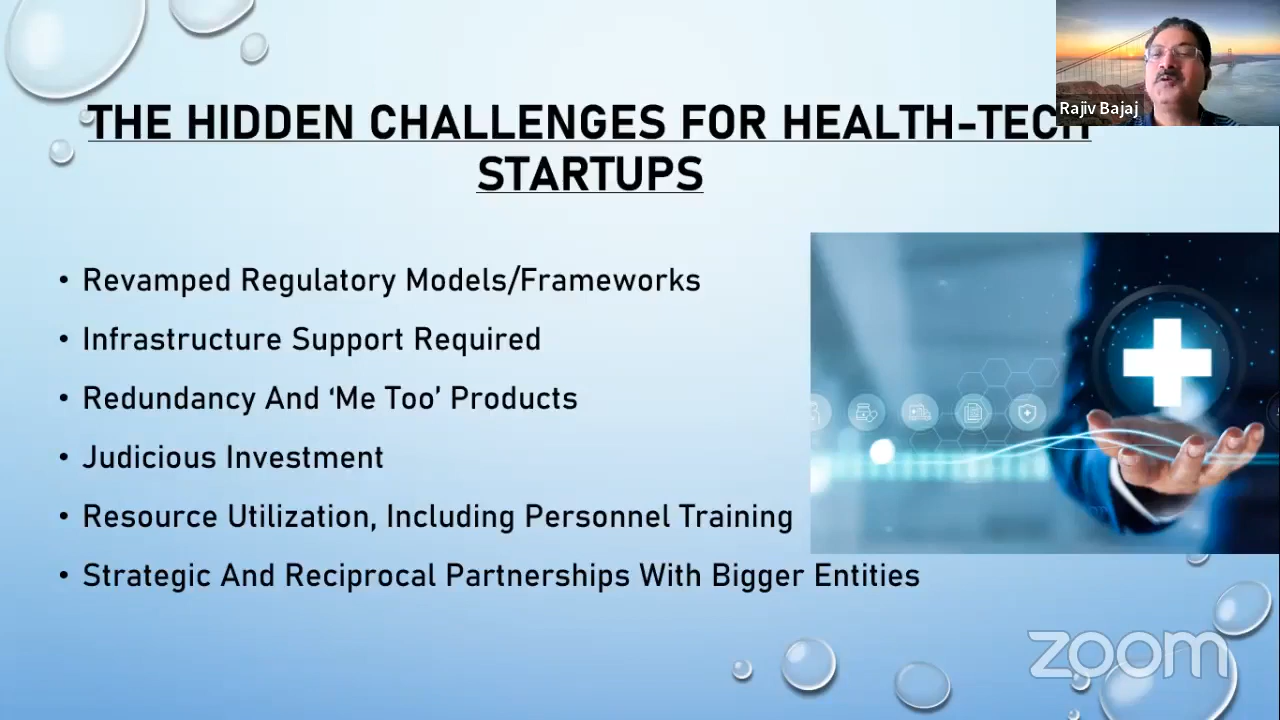 Rajiv Bajaj
THE HIDDEN CHALLENGES FOR HEALTH-TECH
STARTUPS
• Revamped Regulatory Models/Frameworks
• Infrastructure Support Required
• Redundancy And ‘Me Too’ Products
• Judicious Investment
• Resource Utilization, Including Personnel Training
• Strategic And Reciprocal Partnerships With Bigger Entities
zoom